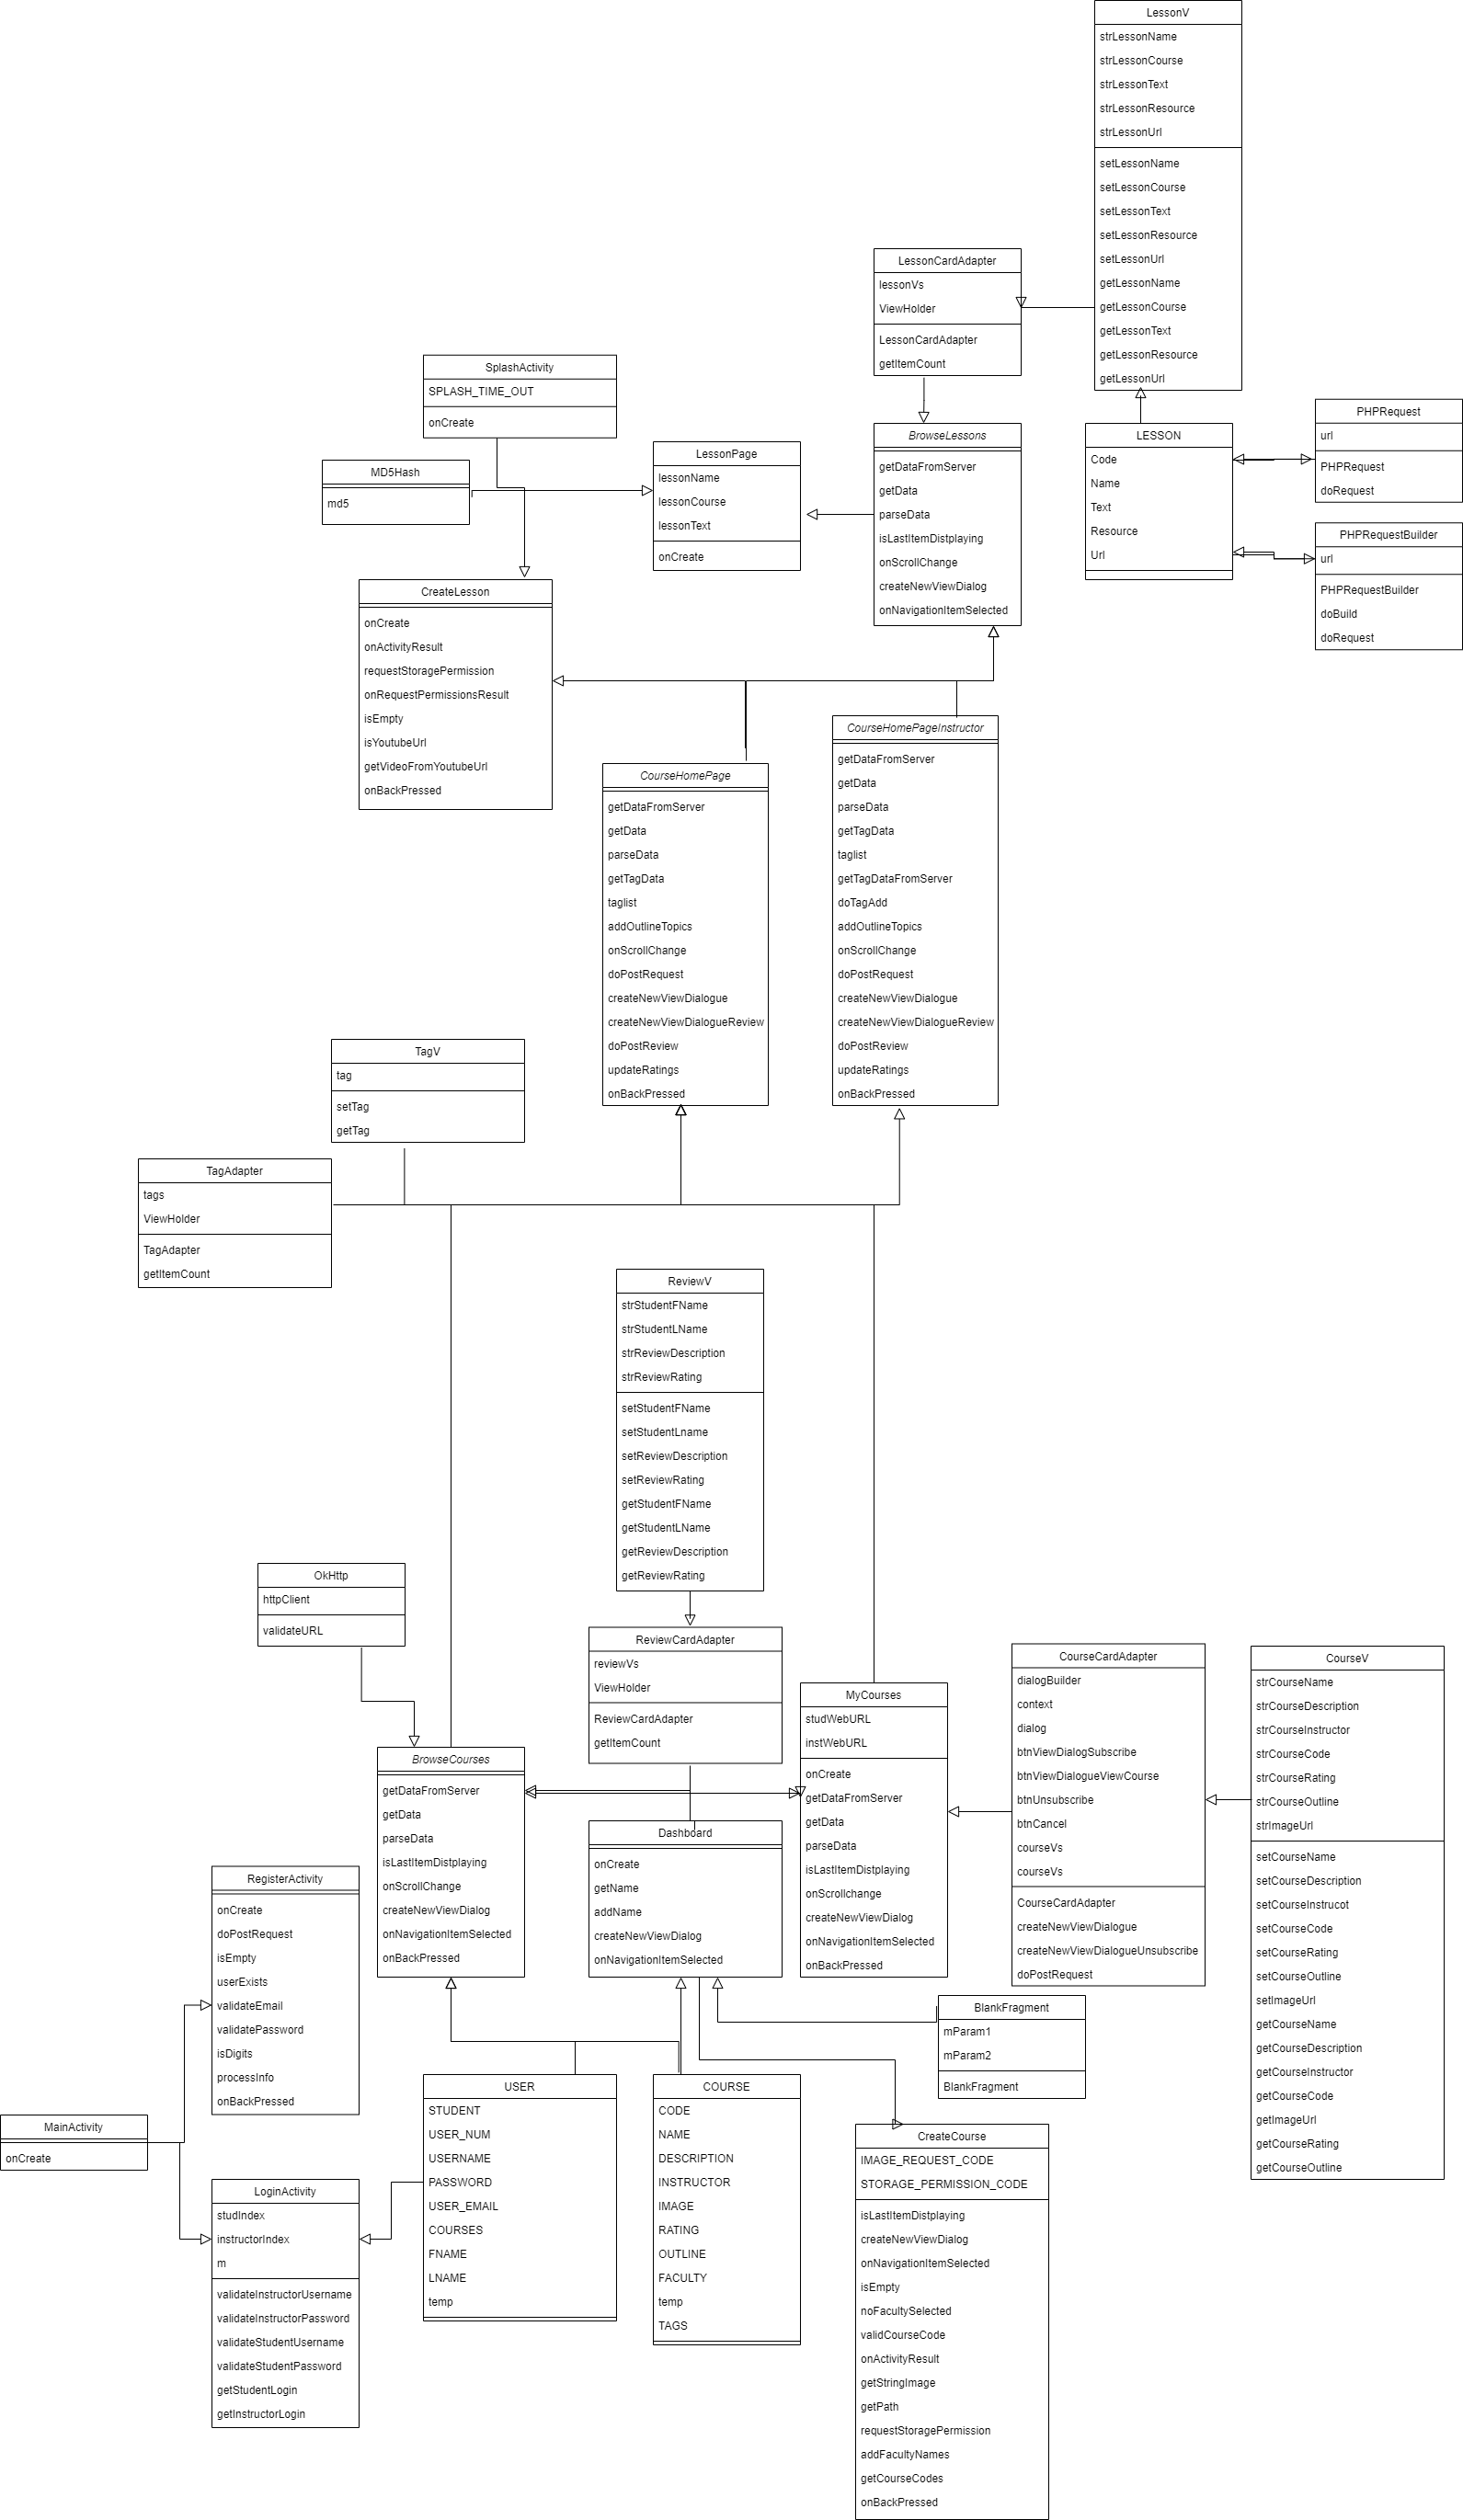 LessonV
strLessonName
strLessonCourse
strLessonText
strLessonResource
strLessonUrl
setLessonName
setLessonCourse
setLessonText
setLessonResource
setLessonUrl
getLessonName
getLessonCourse
getLessonText
getLessonResource
getLessonUrl
LessonCardAdapter
lessonVs
ViewHolder
LessonCardAdapter
getItemCount
SplashActivity
SPLASH_TIME_OUT
onCreate
MD5Hash
md5
LessonPage
lessonName
lessonCourse
lessonText
onCreate
BrowseLessons
getDataFromServer
getData
parseData
isLastItemDistplaying
onScrollChange
createNewViewDialog
onNavigationItemSelected
LESSON
Code
Name
Text
Resource
Url
PHPRequest
url
PHPRequest
doRequest
PHPRequestBuilder
url
PHPRequestBuilder
doBuild
doRequest
CreateLesson
onCreate
onActivityResult
requestStoragePermission
onRequestPermissionsResult
isEmpty
isYoutubeUrl
getVideoFromYoutubeUrl
onBackPressed
CourseHomePage
getDataFromServer
getData
parseData
getTagData
taglist
addOutlineTopics
onScrollChange
doPostRequest
createNewViewDialogue
createNewViewDialogueReview
doPostReview
updateRatings
onBackPressed
CourseHomePageInstructor
getDataFromServer
getData
parseData
getTagData
taglist
getTagDataFromServer
doTagAdd
addOutlineTopics
onScrollChange
doPostRequest
createNewViewDialogue
createNewViewDialogueReview
doPostReview
updateRatings
onBackPressed
TagV
tag
setTag
getTag
TagAdapter
tags
ViewHolder
TagAdapter
getItemCount
ReviewV
strStudentFName
strStudentLName
strReviewDescription
strReviewRating
setStudentFName
setStudentLname
setReviewDescription
setReviewRating
getStudentFName
getStudentLName
getReviewDescription
getReviewRating
OkHttp
httpClient
validateURL
ReviewCardAdapter
reviewVs
ViewHolder
ReviewCardAdapter
getItemCount
MyCourses
studWebURL
instWebURL
onCreate
getDataFromServer
getData
parseData
isLastItemDistplaying
onScrollchange
createNewViewDialog
onNavigationItemSelected
onBackPressed
CourseCardAdapter
dialogBuilder
context
dialog
btnViewDialogSubscribe
btnViewDialogueViewCourse
btnUnsubscribe
btnCancel
courseVs
courseVs
CourseCardAdapter
createNewViewDialogue
createNewViewDialogueUnsubscribe
doPostRequest
CourseV
strCourseName
strCourseDescription
strCourseInstructor
strCourseCode
strCourseRating
strCourseOutline
strImageUrl
setCourseName
setCourseDescription
setCourseInstrucot
setCourseCode
setCourseRating
setCourseOutline
setImageUrl
getCourseName
getCourseDescription
getCourseInstructor
getCourseCode
getImageUrl
getCourseRating
getCourseOutline
BrowseCourses
getDataFromServer
getData
parseData
isLastItemDistplaying
onScrollChange
createNewViewDialog
onNavigationItemSelected
onBackPressed
Dashboard
onCreate
getName
addName
createNewViewDialog
onNavigationItemSelected
RegisterActivity
onCreate
doPostRequest
isEmpty
userExists
validateEmail
validatePassword
isDigits
processInfo
onBackPressed
BlankFragment
mParam1
mParam2
BlankFragment
MainActivity
onCreate
USER
STUDENT
USER_NUM
USERNAME
PASSWORD
USER_EMAIL
COURSES
FNAME
LNAME
temp
COURSE
CODE
NAME
DESCRIPTION
INSTRUCTOR
IMAGE
RATING
OUTLINE
FACULTY
temp
TAGS
LoginActivity
studIndex
instructorIndex
m
validateInstructorUsername
validateInstructorPassword
validateStudentUsername
validateStudentPassword
getStudentLogin
getInstructorLogin
CreateCourse
IMAGE_REQUEST_CODE
STORAGE_PERMISSION_CODE
isLastItemDistplaying
createNewViewDialog
onNavigationItemSelected
isEmpty
noFacultySelected
validCourseCode
onActivityResult
getStringImage
getPath
requestStoragePermission
addFacultyNames
getCourseCodes
onBackPressed